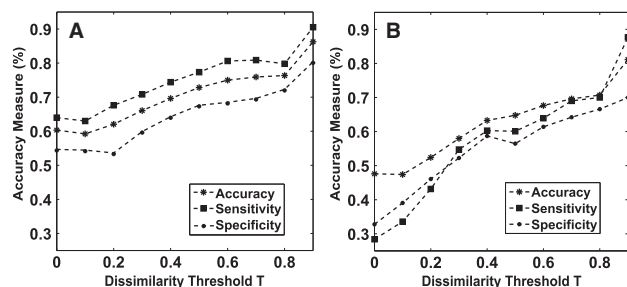 A
Accuracy Measure (%)
0.9
0.8
0.7
0.6
0.5
0.4
0.3
Accuracy
Sensitivity
Specificity
0 0.2 0.4 0.6 0.8
Dissimilarity Threshold T
B
Accuracy Measure (%)
0.9
0.8
0.7
0.6
0.5
0.4
0.3
Accuracy
Sensitivity
Specificity
0 0.2 0.4 0.6 0.8
Dissimilarity Threshold T